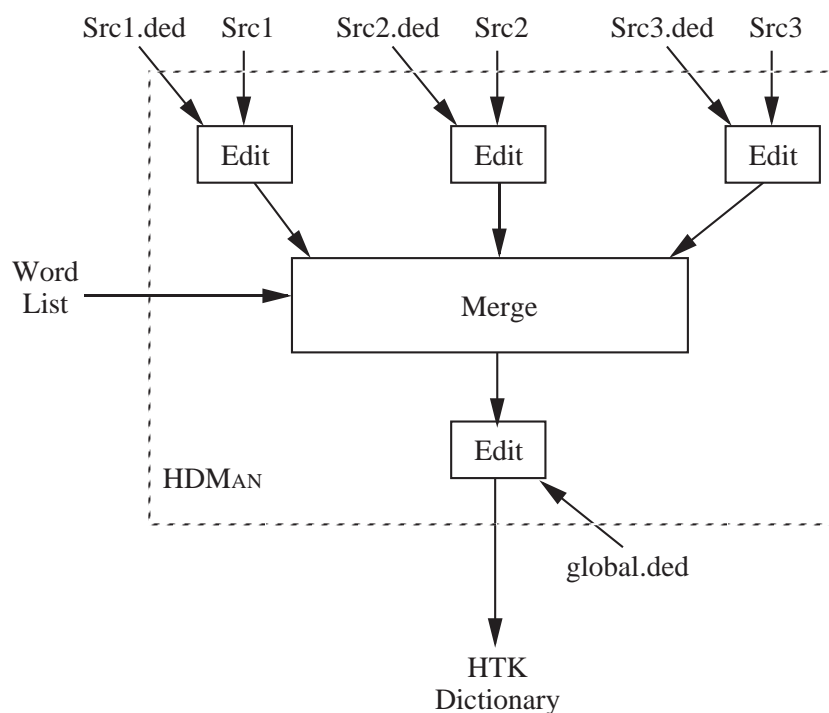 Src1.ded Src1 Src2.ded Src2 Src3.ded Src3
Edit Edit Edit
Word
List
Merge
Edit
HDMAN
global.ded
HTK
Dictionary